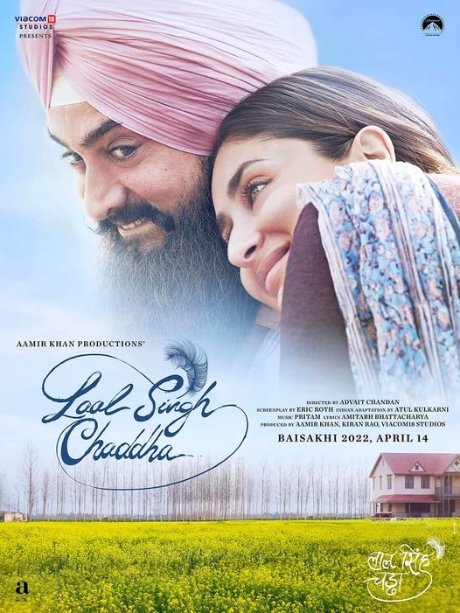 VIACOM18
STUDIOS
PRESENTS
AAMIR KHAN PRODUCTIONS'
Laal Singh
Chaddha
DIRECTED BY ADVAIT CHANDAN
SCREENPLAY BY ERIC ROTH INDIAN ADAPTATION BY ATUL KULKARNI
MUSIC PRITAM LYRICS AMITABH BHATTACHARYA
PRODUCED BY AAMIR KHAN, KIRAN RAO, VIACOM18 STUDIOS
BAISAKHI 2022, APRIL 14
लाल सिंह
चड्ढा
a